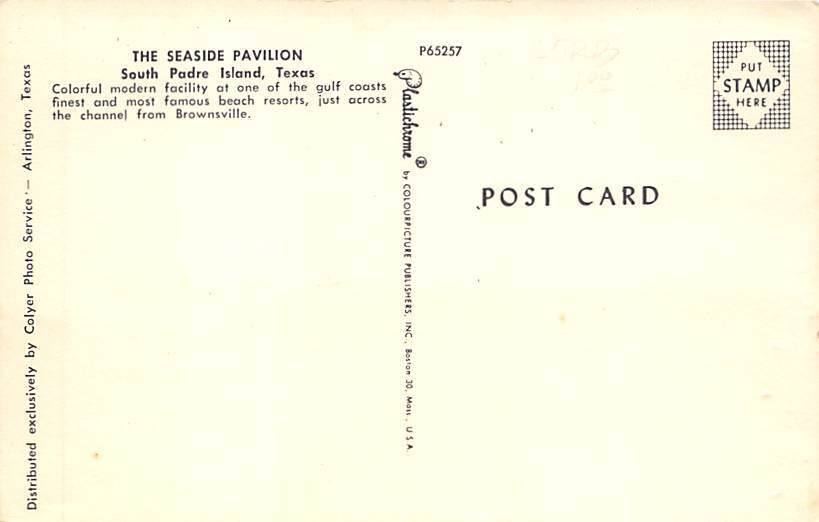 THE SEASIDE PAVILION
South Padre Island, Texas
Colorful modern facility at one of the gulf coasts
finest and most famous beach resorts, just across
the channel from Brownsville.
Distributed exclusively by Colyer Photo Service — Arlington, Texas
P65257
Plastichrome ®
by COLOURPICTURE PUBLISHERS, INC., Boston 30, Mass., U.S.A.
PUT
STAMP
HERE
POST CARD